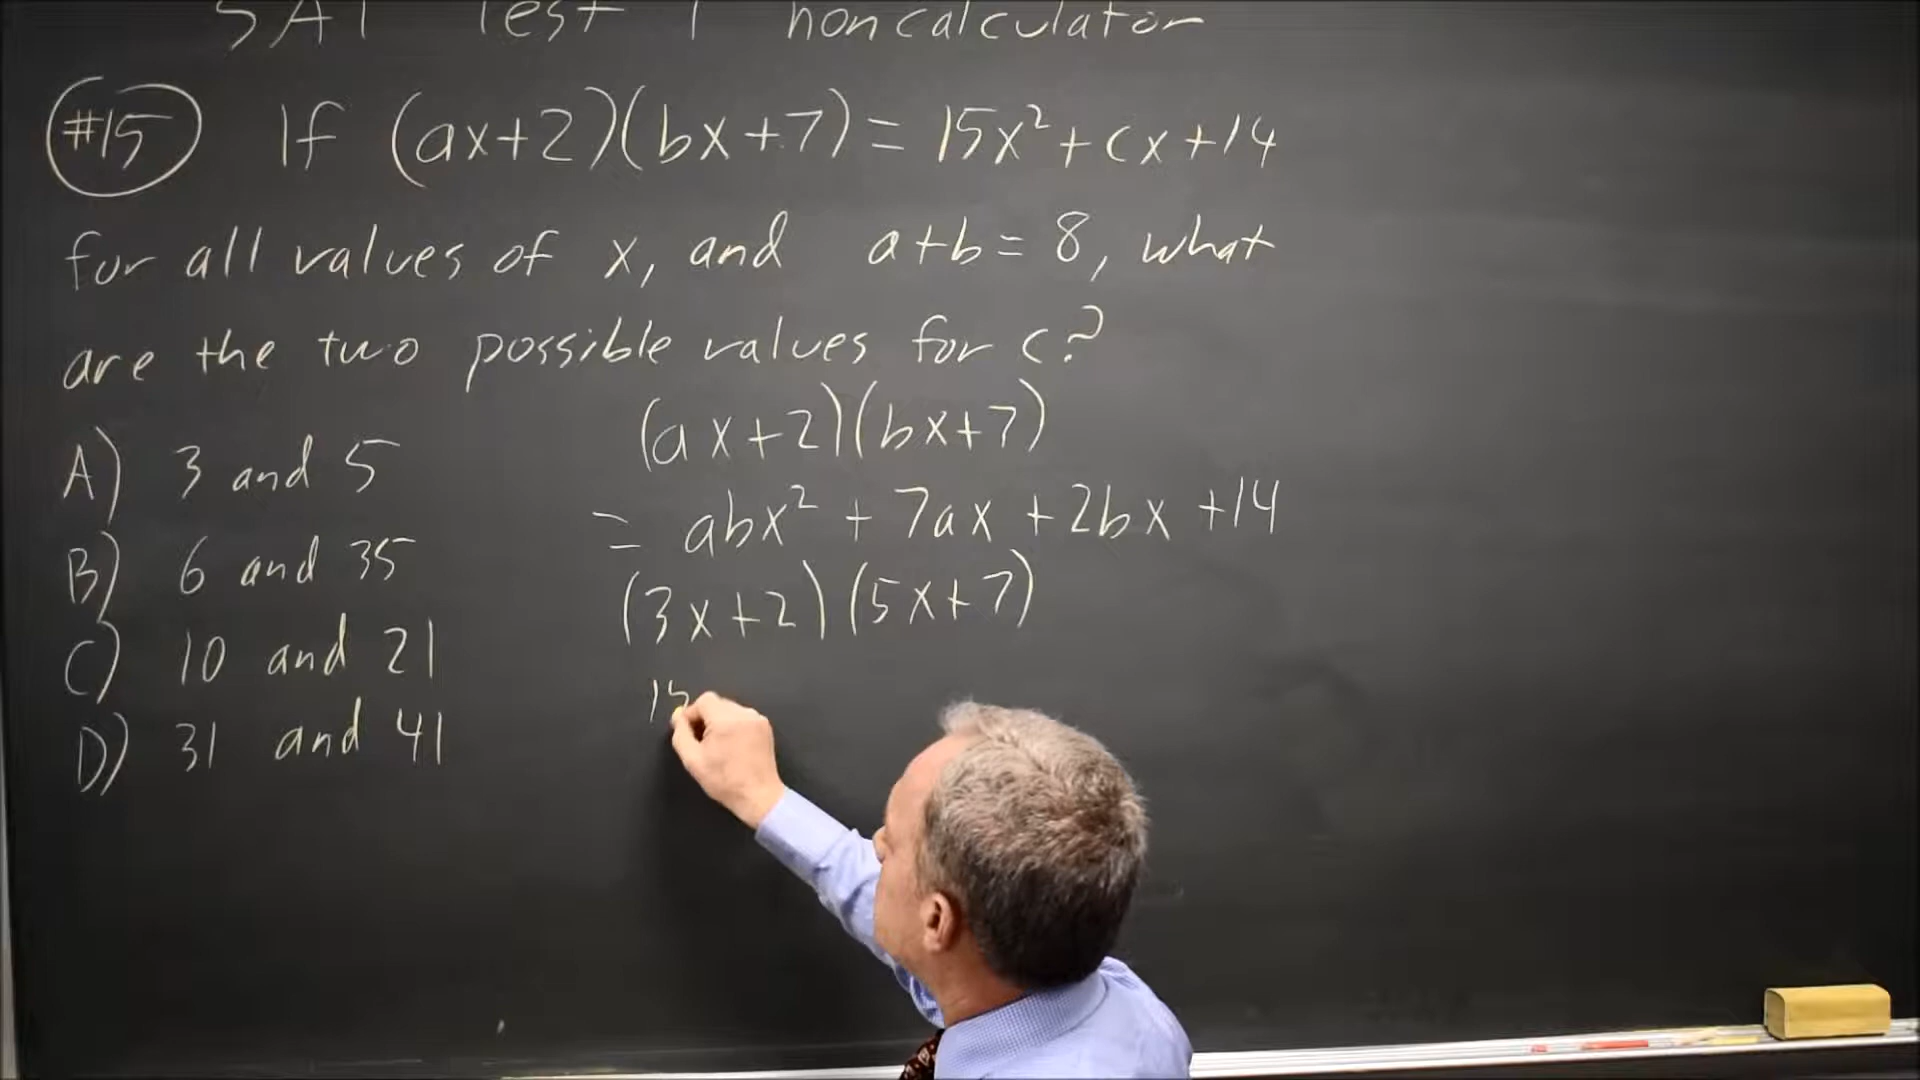 SAT Test 1 noncalculator
#15 If (ax+2)(bx+7)= 15x²+cx+14
for all values of x, and a+b=8, what
are the two possible values for c?
A) 3 and 5
B) 6 and 35
C) 10 and 21
D) 31 and 41
(ax+2)(bx+7)
= abx² + 7ax +2bx +14
(3x+2)(5x+7)
15